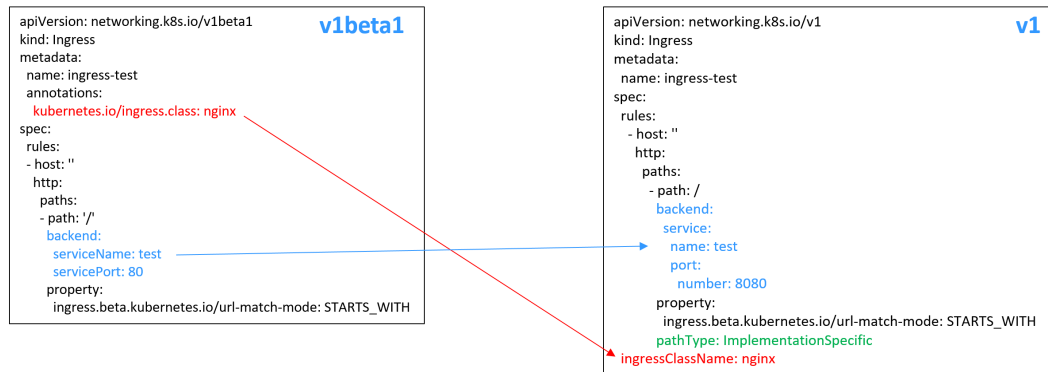 apiVersion: networking.k8s.io/v1beta1
v1beta1
kind: Ingress
metadata:
  name: ingress-test
  annotations:
    kubernetes.io/ingress.class: nginx
spec:
  rules:
  - host: ''
    http:
      paths:
      - path: '/'
        backend:
          serviceName: test
          servicePort: 80
        property:
          ingress.beta.kubernetes.io/url-match-mode: STARTS_WITH
apiVersion: networking.k8s.io/v1
v1
kind: Ingress
metadata:
  name: ingress-test
spec:
  rules:
    - host: ''
      http:
        paths:
          - path: /
            backend:
              service:
                name: test
                port:
                  number: 8080
            property:
              ingress.beta.kubernetes.io/url-match-mode: STARTS_WITH
            pathType: ImplementationSpecific
  ingressClassName: nginx